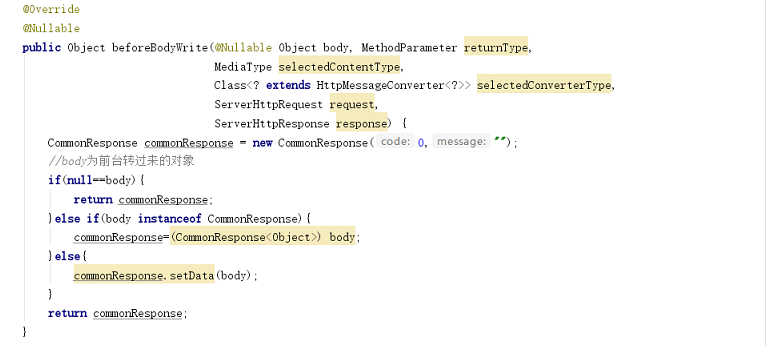 @Override
@Nullable
public Object beforeBodyWrite(@Nullable Object body, MethodParameter returnType,
MediaType selectedContentType,
Class<? extends HttpMessageConverter<?>> selectedConverterType,
ServerHttpRequest request,
ServerHttpResponse response) {
CommonResponse commonResponse = new CommonResponse( code: 0, message: "");
//body为前台转过来的对象
if(null==body){
return commonResponse;
}else if(body instanceof CommonResponse){
commonResponse=(CommonResponse<Object>) body;
}else{
commonResponse.setData(body);
}
return commonResponse;
}